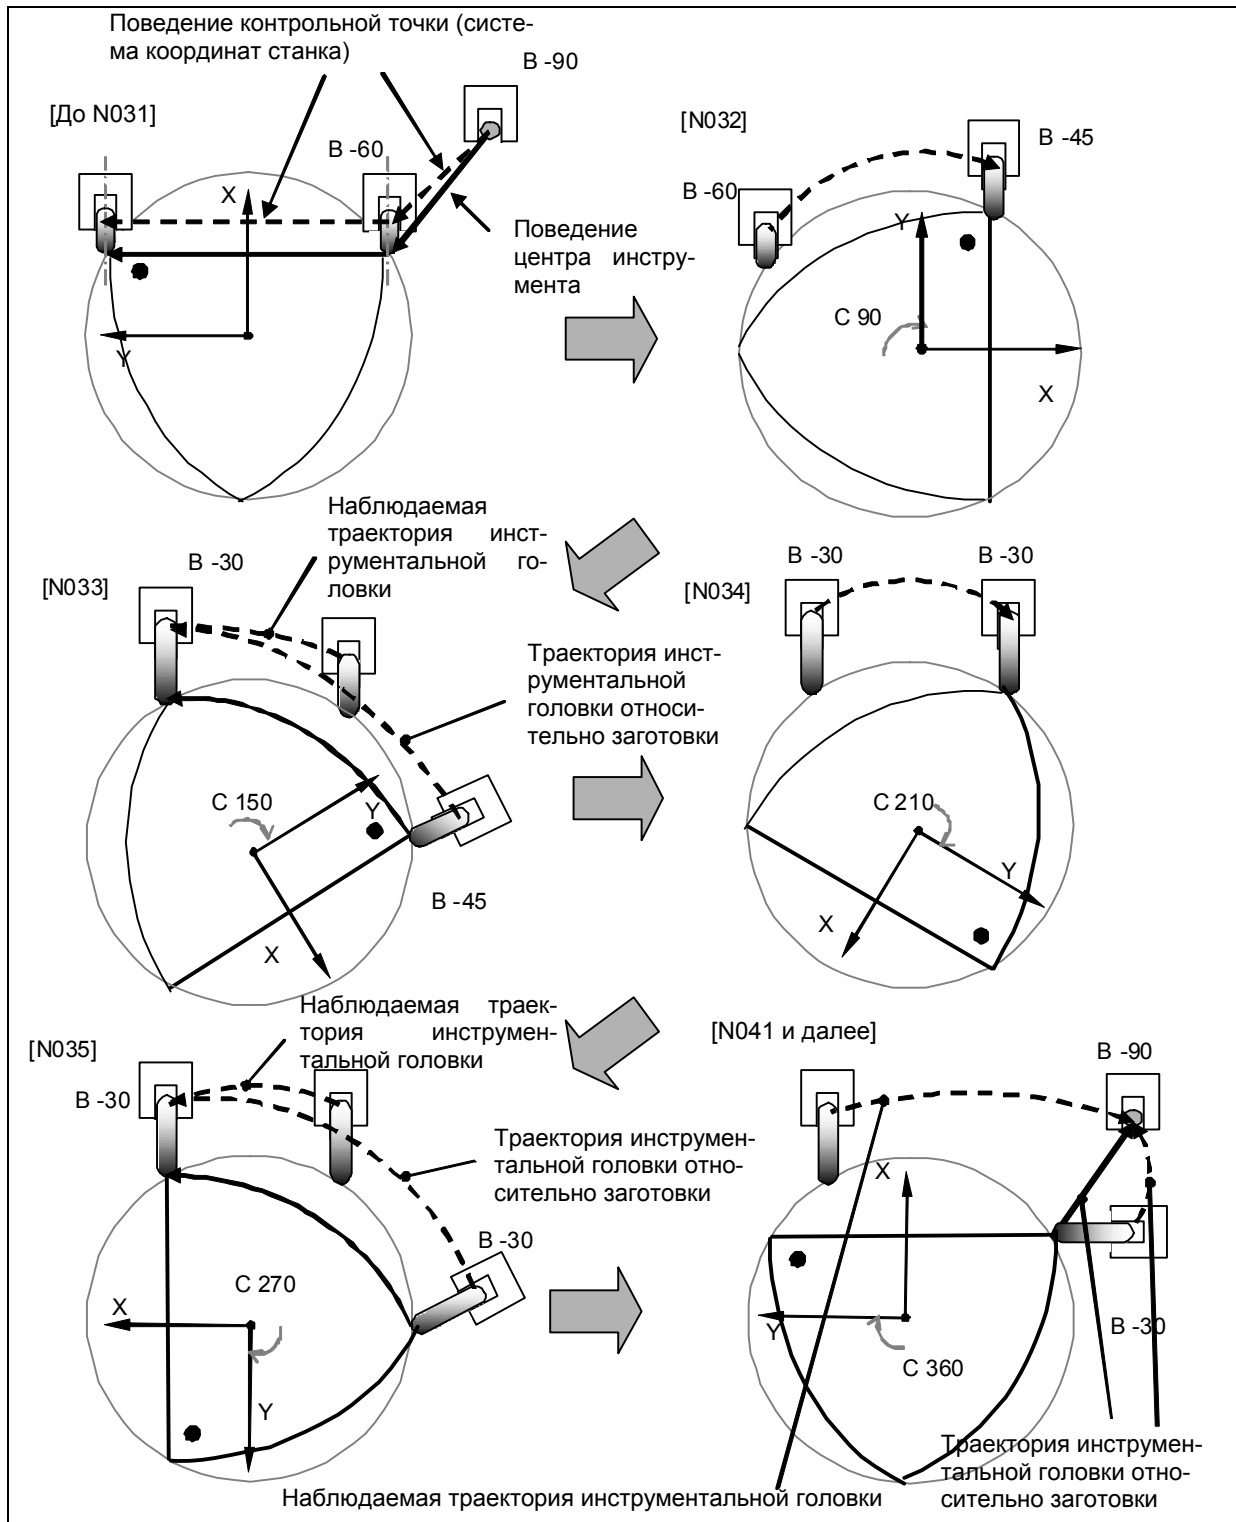 Поведение контрольной точки (систе-
ма координат станка)
B -90
[До N031]
B -60
X
Y
Поведение
центра инстру-
мента
[N032]
B -45
B -60
Y
C 90
X
Наблюдаемая
траектория инст-
рументальной го-
ловки
B -30
[N033]
Траектория инст-
рументальной
головки относи-
тельно заготовки
C 150
Y
X
B -45
[N034]
B -30
B -30
C 210
Y
X
Наблюдаемая траек-
тория инструмен-
тальной головки
[N035]
B -30
Траектория инструмен-
тальной головки отно-
сительно заготовки
B -30
C 270
X
Y
[N041 и далее]
B -90
X
Y
B -30
C 360
Траектория инструмен-
тальной головки отно-
сительно заготовки
Наблюдаемая траектория инструментальной головки